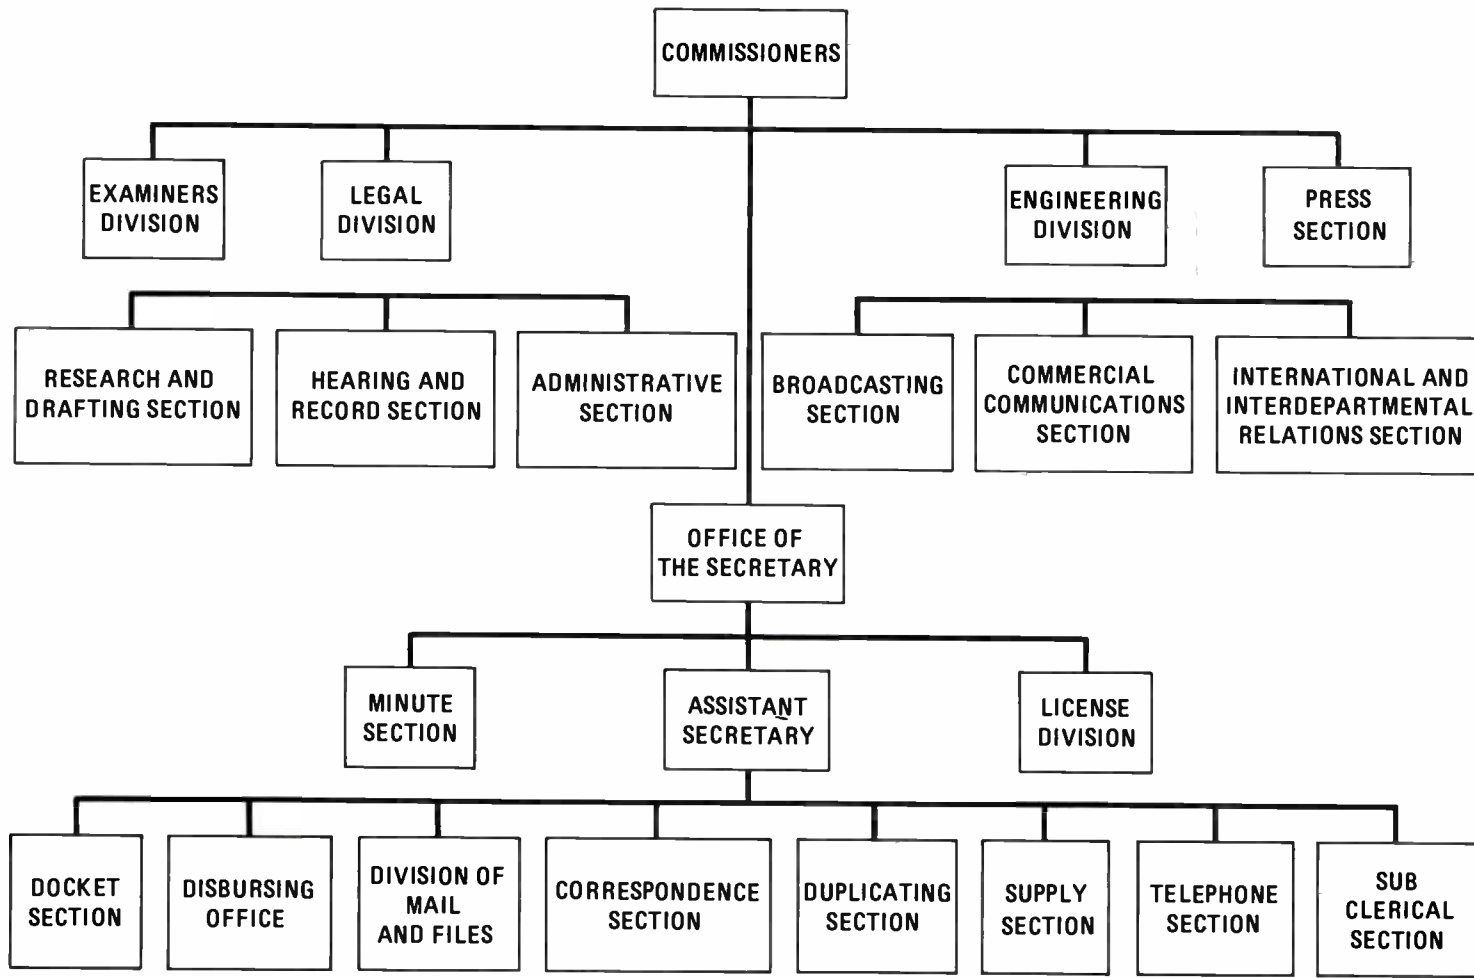 COMMISSIONERS
EXAMINERS
DIVISION
LEGAL
DIVISION
ENGINEERING
DIVISION
PRESS
SECTION
RESEARCH AND
DRAFTING SECTION
HEARING AND
RECORD SECTION
ADMINISTRATIVE
SECTION
BROADCASTING
SECTION
COMMERCIAL
COMMUNICATIONS
SECTION
INTERNATIONAL AND
INTERDEPARTMENTAL
RELATIONS SECTION
OFFICE OF
THE SECRETARY
MINUTE
SECTION
ASSISTANT
SECRETARY
LICENSE
DIVISION
DOCKET
SECTION
DISBURSING
OFFICE
DIVISION OF
MAIL
AND FILES
CORRESPONDENCE
SECTION
DUPLICATING
SECTION
SUPPLY
SECTION
TELEPHONE
SECTION
SUB
CLERICAL
SECTION